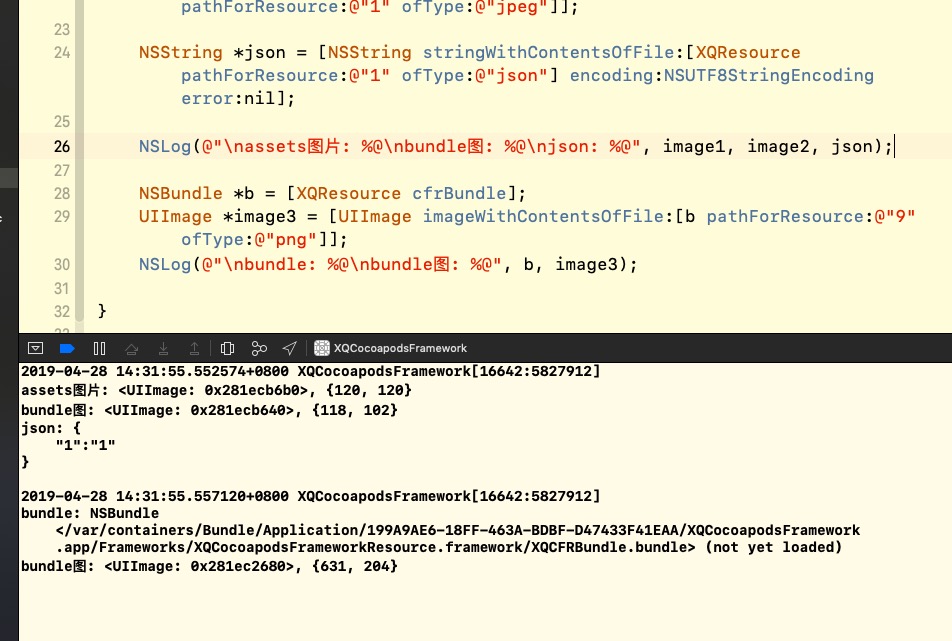 pathForResource:@"1" ofType:@"jpeg"]];
23
24 NSString *json = [NSString stringWithContentsOfFile:[XQResource
pathForResource:@"1" ofType:@"json"] encoding:NSUTF8StringEncoding
error:nil];
25
26 NSLog(@"\nassets图片: %@\nbundle图: %@\njson: %@", image1, image2, json);
27
28 NSBundle *b = [XQResource cfrBundle];
29 UIImage *image3 = [UIImage imageWithContentsOfFile:[b pathForResource:@"9"
ofType:@"png"]];
30 NSLog(@"\nbundle: %@\nbundle图: %@", b, image3);
31
32 }
XQCocoapodsFramework
2019-04-28 14:31:55.552574+0800 XQCocoapodsFramework[16642:5827912]
assets图片: <UIImage: 0x281ecb6b0>, {120, 120}
bundle图: <UIImage: 0x281ecb640>, {118, 102}
json: {
"1":"1"
}
2019-04-28 14:31:55.557120+0800 XQCocoapodsFramework[16642:5827912]
bundle: NSBundle
</var/containers/Bundle/Application/199A9AE6-18FF-463A-BDBF-D47433F41EAA/XQCocoapodsFramework
.app/Frameworks/XQCocoapodsFrameworkResource.framework/XQCFRBundle.bundle> (not yet loaded)
bundle图: <UIImage: 0x281ec2680>, {631, 204}